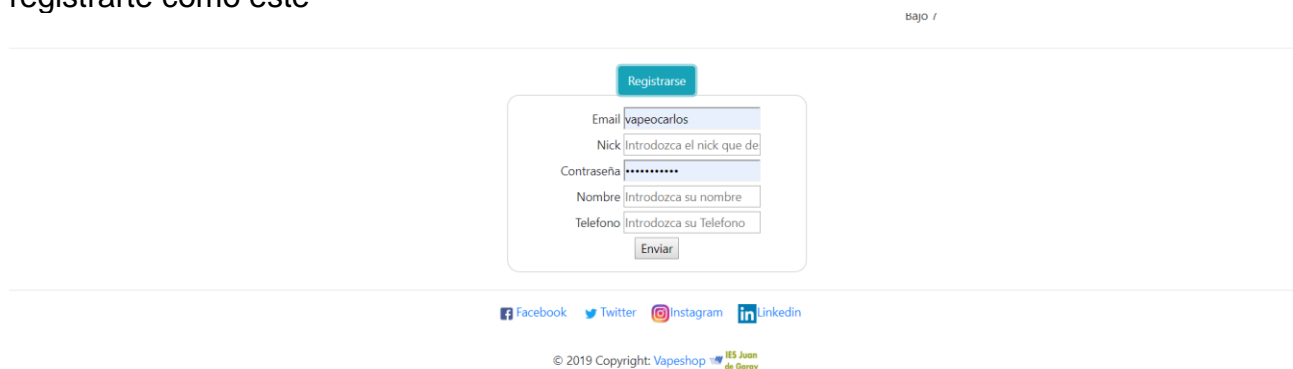 registrarte como este
Bajo 7
Registrarse
Email vapeocarlos
Nick Introdozca el nick que de
Contraseña •••••••••••
Nombre Introdozca su nombre
Telefono Introdozca su Telefono
Enviar
Facebook Twitter Instagram Linkedin
© 2019 Copyright: Vapeshop IES Juan
de Garay